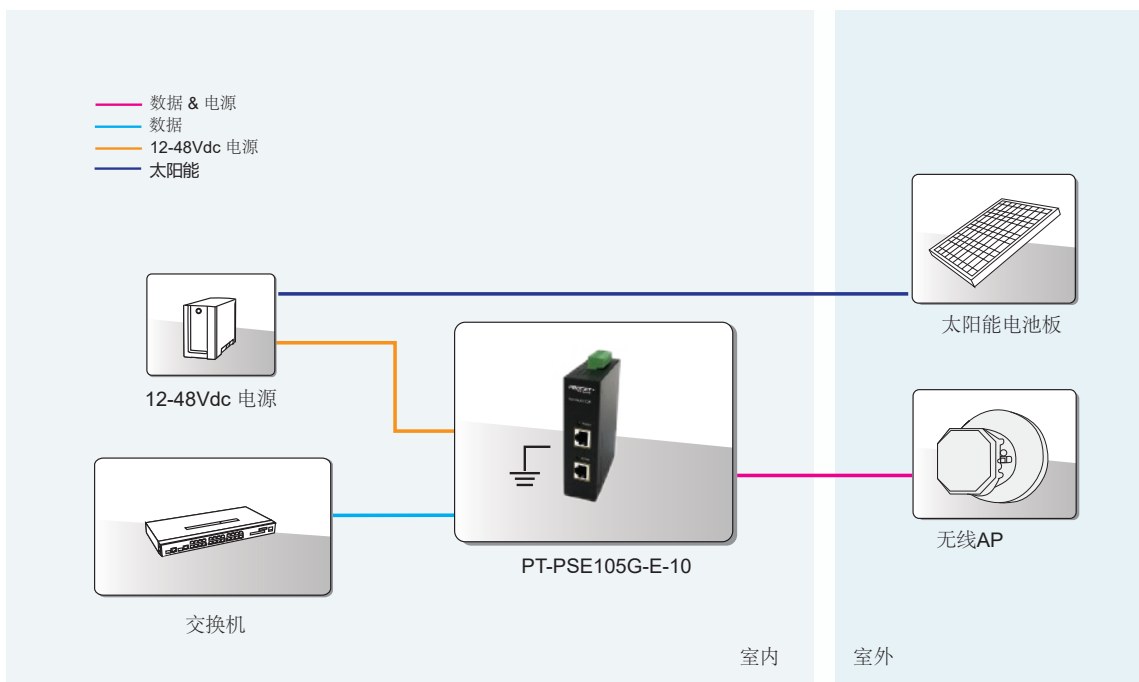 数据 & 电源
数据
12-48Vdc 电源
太阳能
太阳能电池板
12-48Vdc 电源
无线AP
PT-PSE105G-E-10
交换机
室内
室外